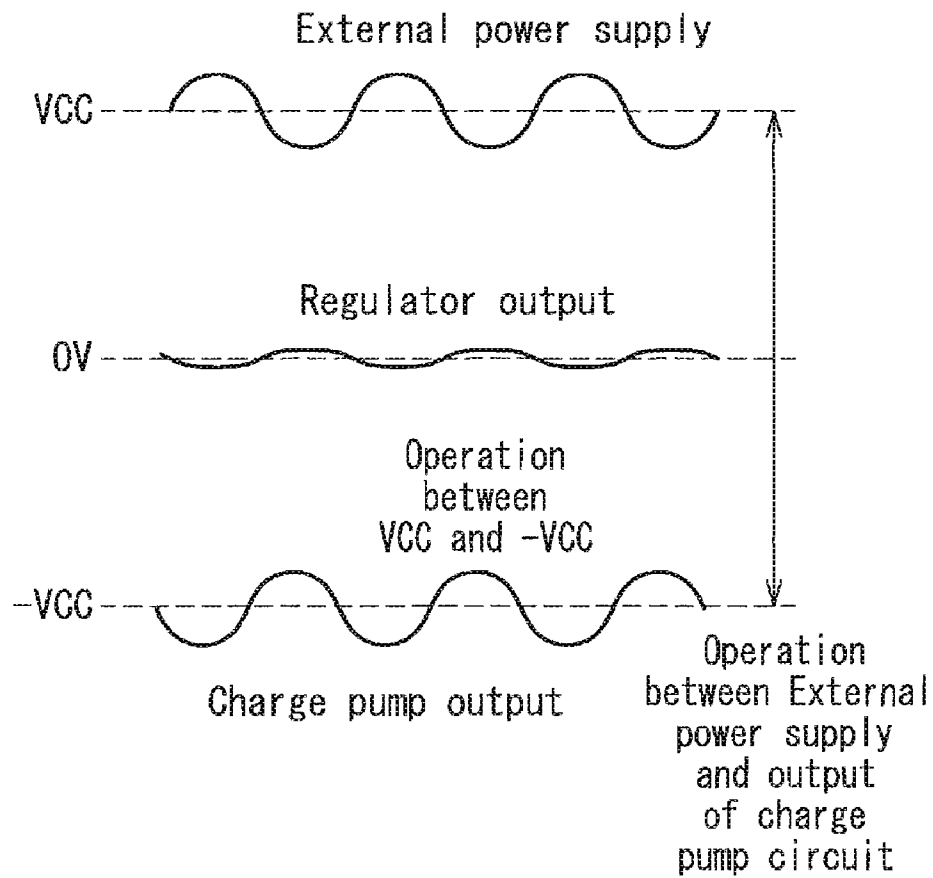 External power supply
VCC
Regulator output
0V
Operation
between
VCC and -VCC
-VCC
Charge pump output
Operation
between External
power supply
and output
of charge
pump circuit